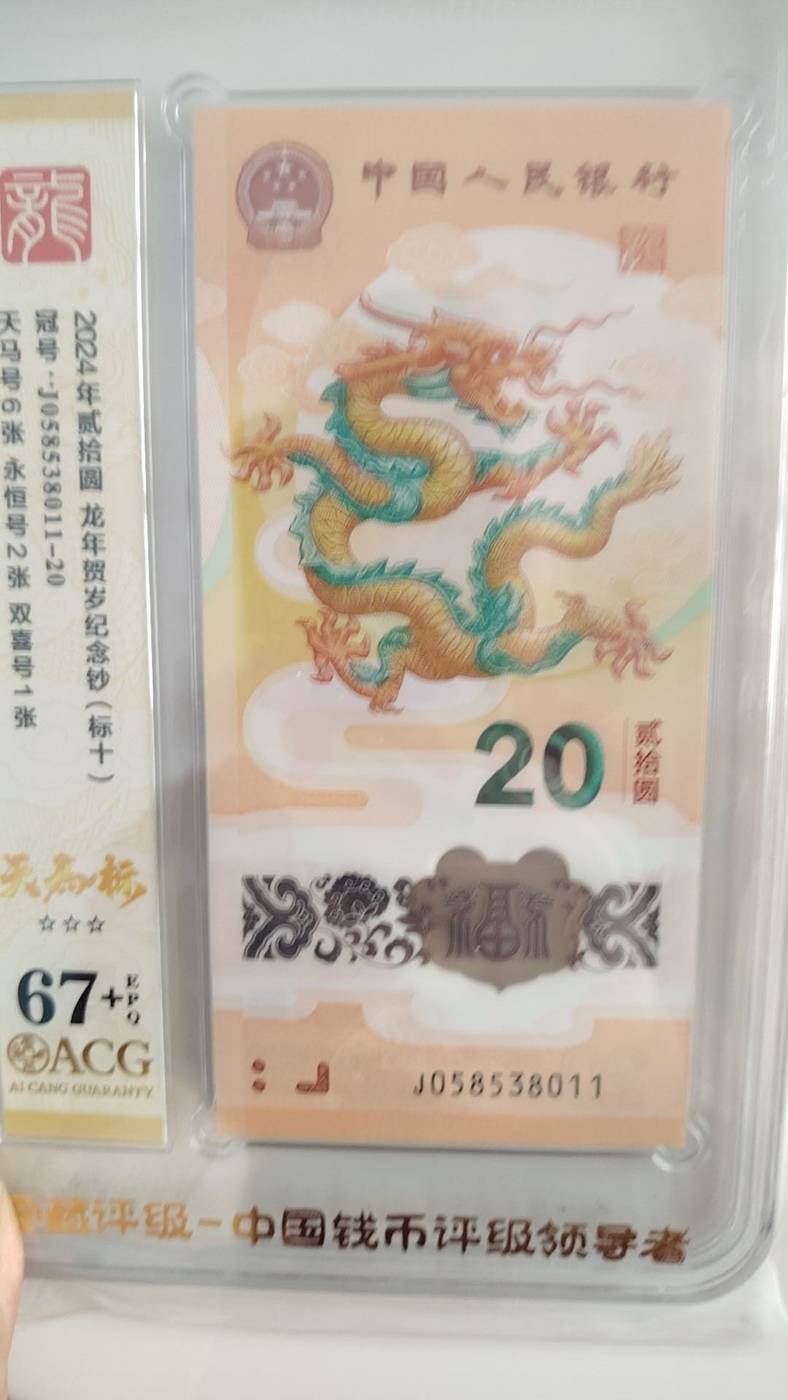 龍
2024年贰拾圆 龙年贺岁纪念钞(标十)
冠号:J058538011-20
天马号6张 永恒号2张 双喜号1张
☆☆☆
67+EPQ
ACG
AI CANG GUARANTY
中国人民银行
20
贰拾圆
福
J058538011
评级-中国钱币评级领导者